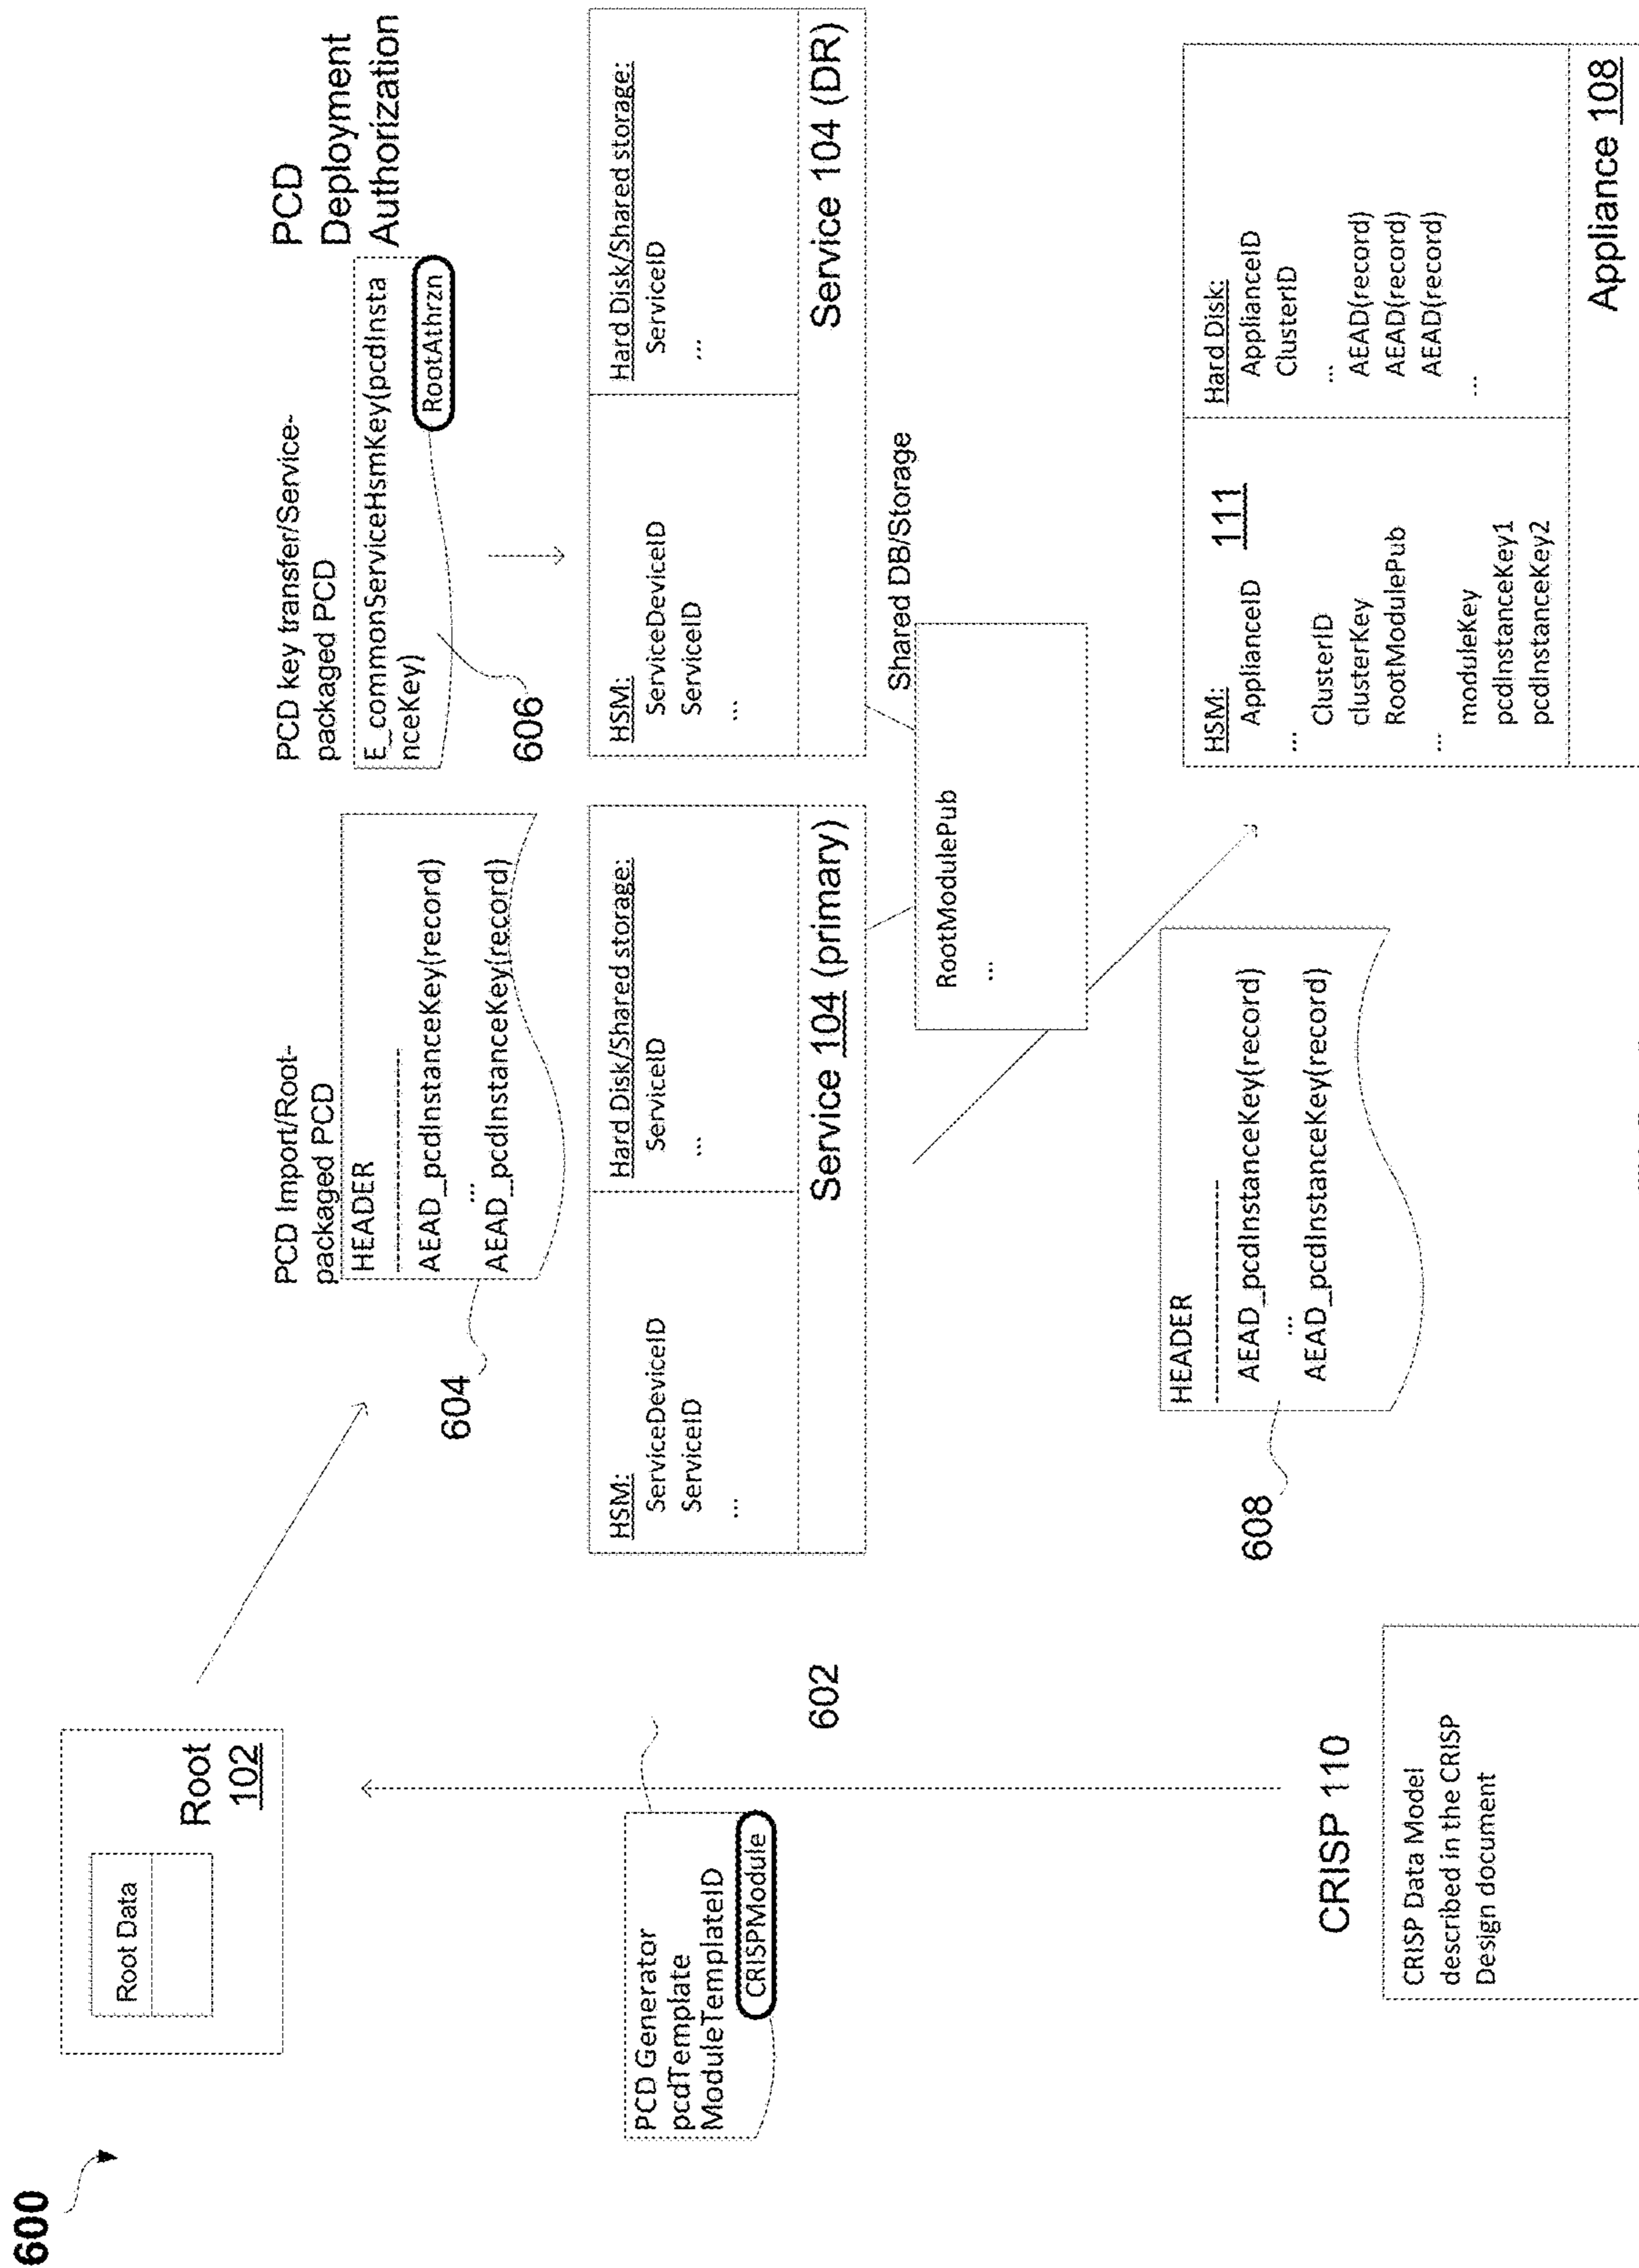 600
Root Data
Root
102
PCD Generator
pcdTemplate
ModuleTemplateID
CRISPModule
602
CRISP 110
CRISP Data Model
described in the CRISP
Design document
PCD Import/Root-
packaged PCD
HEADER
--------------------
AEAD_pcdInstanceKey(record)
...
AEAD_pcdInstanceKey(record)
604
PCD key transfer/Service-
packaged PCD
E_commonServiceHsmKey(pcdInsta
nceKey)
RootAthrzn
606
PCD
Deployment
Authorization
HSM:
ServiceDeviceID
ServiceID
...
Hard Disk/Shared storage:
ServiceID
...
Service 104 (primary)
HSM:
ServiceDeviceID
ServiceID
...
Hard Disk/Shared storage:
ServiceID
...
Service 104 (DR)
Shared DB/Storage
RootModulePub
...
HEADER
--------------------
AEAD_pcdInstanceKey(record)
...
AEAD_pcdInstanceKey(record)
608
HSM: 111
ApplianceID
...
ClusterID
clusterKey
RootModulePub
...
moduleKey
pcdInstanceKey1
pcdInstanceKey2
Hard Disk:
ApplianceID
ClusterID
...
AEAD(record)
AEAD(record)
AEAD(record)
...
Appliance 108